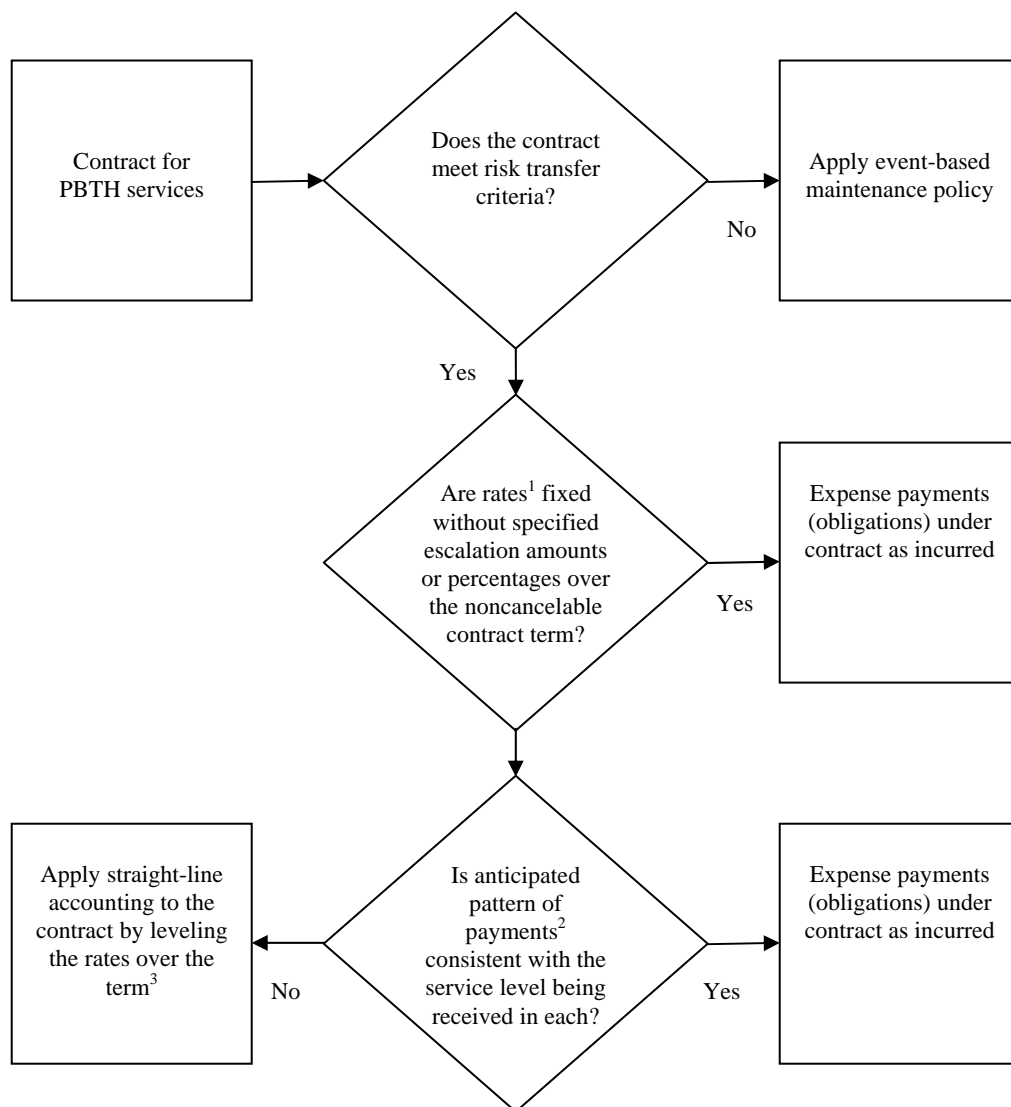 Contract for
PBTH services
Does the contract
meet risk transfer
criteria?
No
Apply event-based
maintenance policy
Yes
Are rates¹ fixed
without specified
escalation amounts
or percentages over
the noncancelable
contract term?
Yes
Expense payments
(obligations) under
contract as incurred
Is anticipated
pattern of
payments²
consistent with the
service level being
received in each?
No
Apply straight-line
accounting to the
contract by leveling
the rates over the
term³
Yes
Expense payments
(obligations) under
contract as incurred